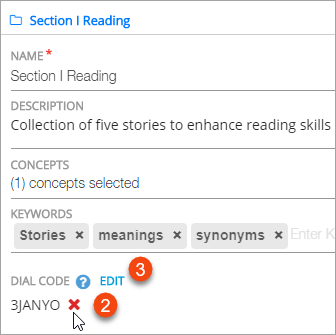 Section I Reading
NAME *
Section I Reading
DESCRIPTION
Collection of five stories to enhance reading skills
CONCEPTS
(1) concepts selected
KEYWORDS
Stories × meanings × synonyms × Enter K
DIAL CODE ? EDIT 3
3JANYO ✖ 2